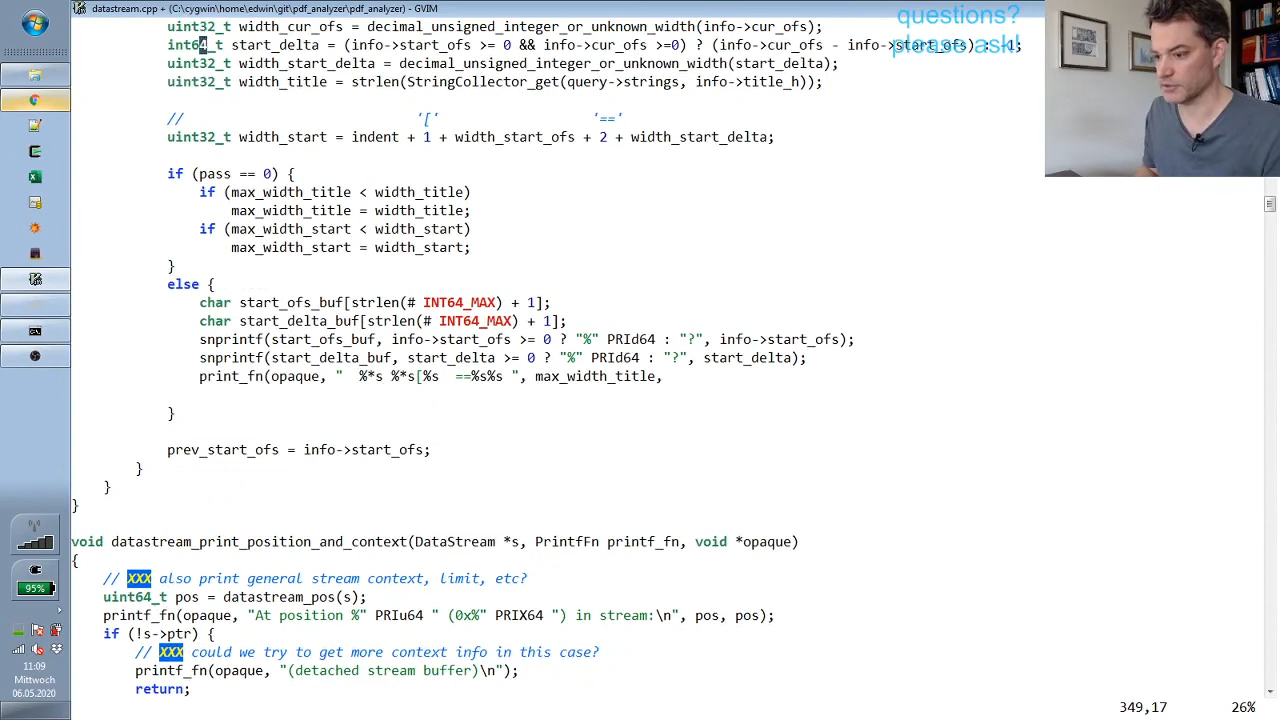 datastream.cpp + (C:\cygwin\home\edwin\git\pdf_analyzer\pdf_analyzer) - GVIM
questions?
please ask!
uint32_t width_cur_ofs = decimal_unsigned_integer_or_unknown_width(info->cur_ofs);
int64_t start_delta = (info->start_ofs >= 0 && info->cur_ofs >=0) ? (info->cur_ofs - info->start_ofs) : -1;
uint32_t width_start_delta = decimal_unsigned_integer_or_unknown_width(start_delta);
uint32_t width_title = strlen(StringCollector_get(query->strings, info->title_h));
// '[' '=='
uint32_t width_start = indent + 1 + width_start_ofs + 2 + width_start_delta;
if (pass == 0) {
if (max_width_title < width_title)
max_width_title = width_title;
if (max_width_start < width_start)
max_width_start = width_start;
}
else {
char start_ofs_buf[strlen(# INT64_MAX) + 1];
char start_delta_buf[strlen(# INT64_MAX) + 1];
snprintf(start_ofs_buf, info->start_ofs >= 0 ? "%" PRId64 : "?", info->start_ofs);
snprintf(start_delta_buf, start_delta >= 0 ? "%" PRId64 : "?", start_delta);
print_fn(opaque, "  %*s %*s[%s  ==%s%s ", max_width_title,
}
prev_start_ofs = info->start_ofs;
}
}
}
void datastream_print_position_and_context(DataStream *s, PrintfFn printf_fn, void *opaque)
{
// XXX also print general stream context, limit, etc?
uint64_t pos = datastream_pos(s);
printf_fn(opaque, "At position %" PRIu64 " (0x%" PRIX64 ") in stream:\n", pos, pos);
if (!s->ptr) {
// XXX could we try to get more context info in this case?
printf_fn(opaque, "(detached stream buffer)\n");
return;
349,17 26%
95%
11:09
Mittwoch
06.05.2020